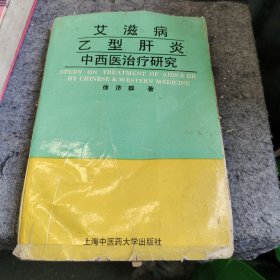 艾滋病
乙型肝炎
中西医治疗研究
STUDY ON TREATMENT OF AIDS & HB
BY CHINESE & WESTERN MEDICINE
徐济群 著
上海中医药大学出版社